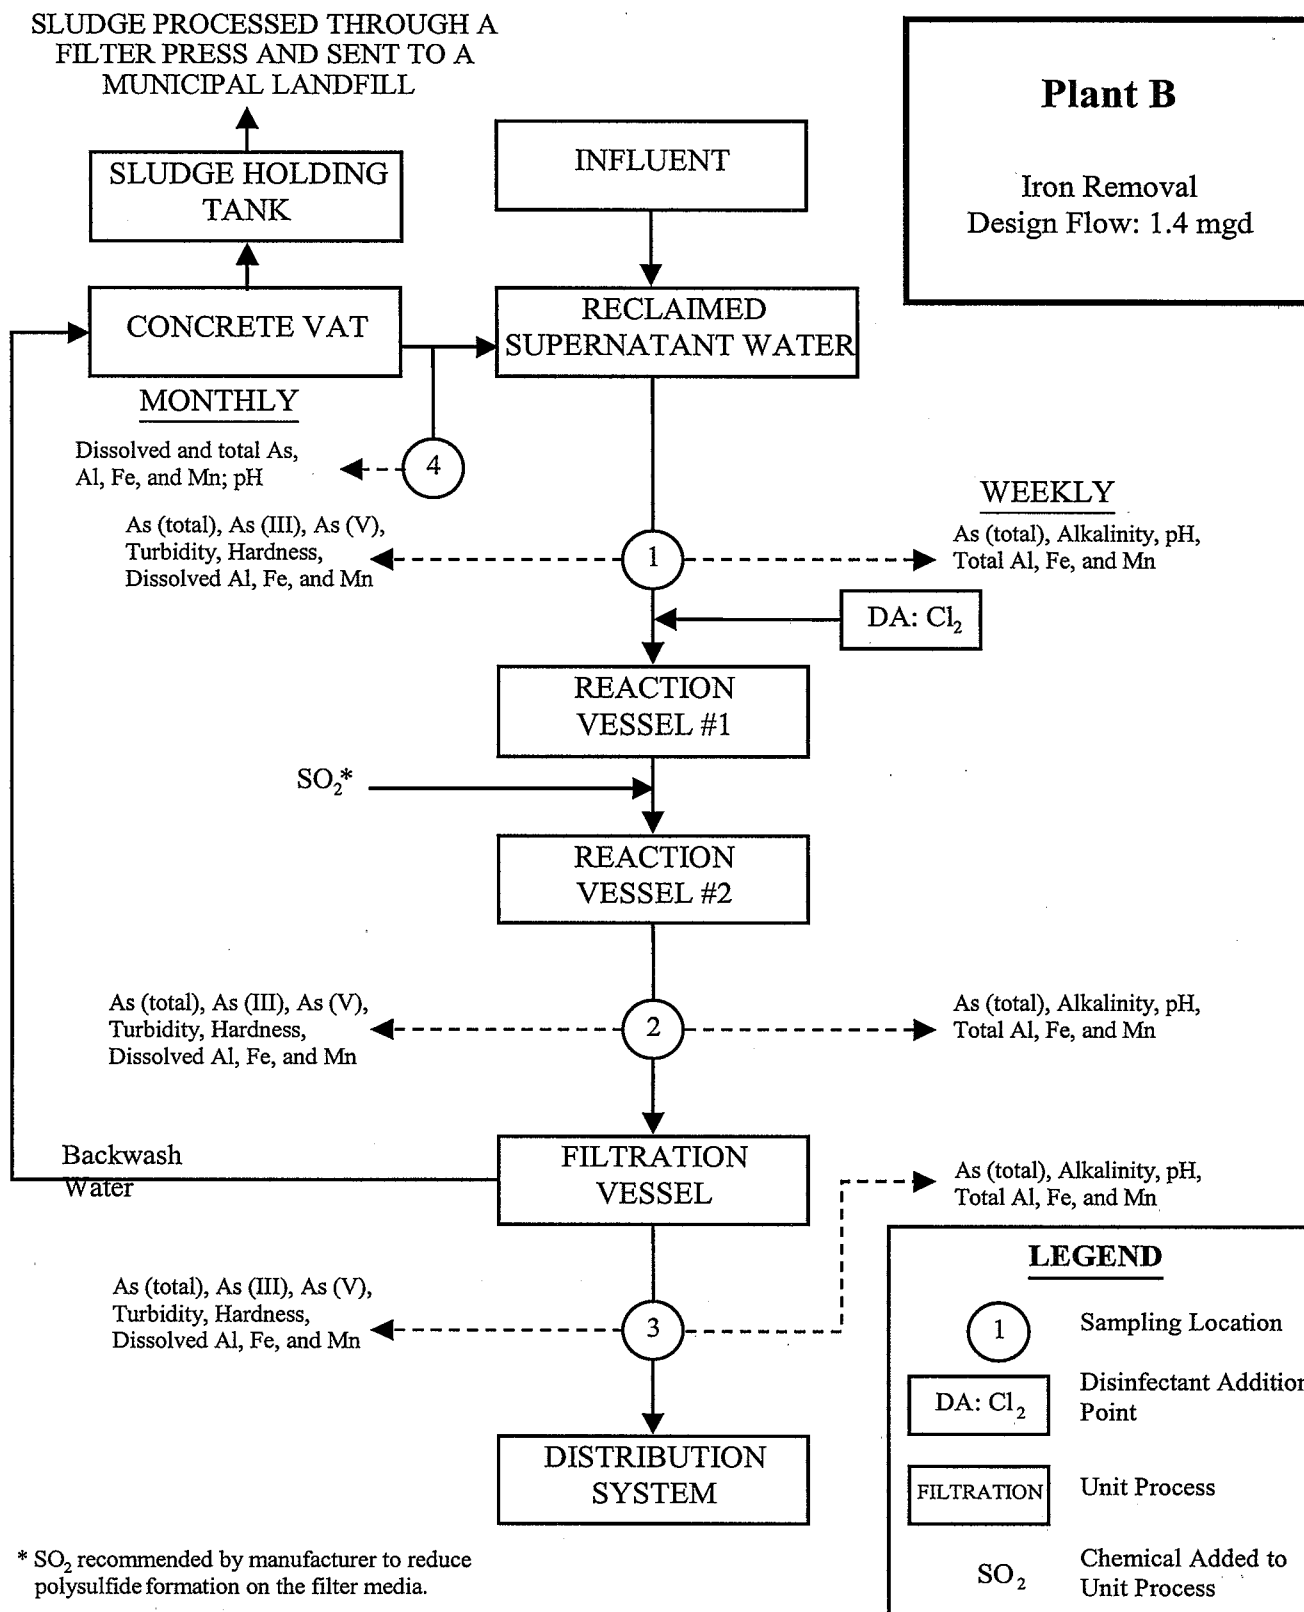 SLUDGE PROCESSED THROUGH A
FILTER PRESS AND SENT TO A
MUNICIPAL LANDFILL
Plant B
Iron Removal
Design Flow: 1.4 mgd
SLUDGE HOLDING
TANK
INFLUENT
CONCRETE VAT
RECLAIMED
SUPERNATANT WATER
MONTHLY
Dissolved and total As,
Al, Fe, and Mn; pH
4
WEEKLY
As (total), As (III), As (V),
Turbidity, Hardness,
Dissolved Al, Fe, and Mn
1
As (total), Alkalinity, pH,
Total Al, Fe, and Mn
DA: Cl₂
REACTION
VESSEL #1
SO₂*
REACTION
VESSEL #2
As (total), As (III), As (V),
Turbidity, Hardness,
Dissolved Al, Fe, and Mn
2
As (total), Alkalinity, pH,
Total Al, Fe, and Mn
Backwash
Water
FILTRATION
VESSEL
As (total), Alkalinity, pH,
Total Al, Fe, and Mn
As (total), As (III), As (V),
Turbidity, Hardness,
Dissolved Al, Fe, and Mn
3
DISTRIBUTION
SYSTEM
LEGEND
1
Sampling Location
DA: Cl₂
Disinfectant Addition
Point
FILTRATION
Unit Process
SO₂
Chemical Added to
Unit Process
* SO₂ recommended by manufacturer to reduce
polysulfide formation on the filter media.